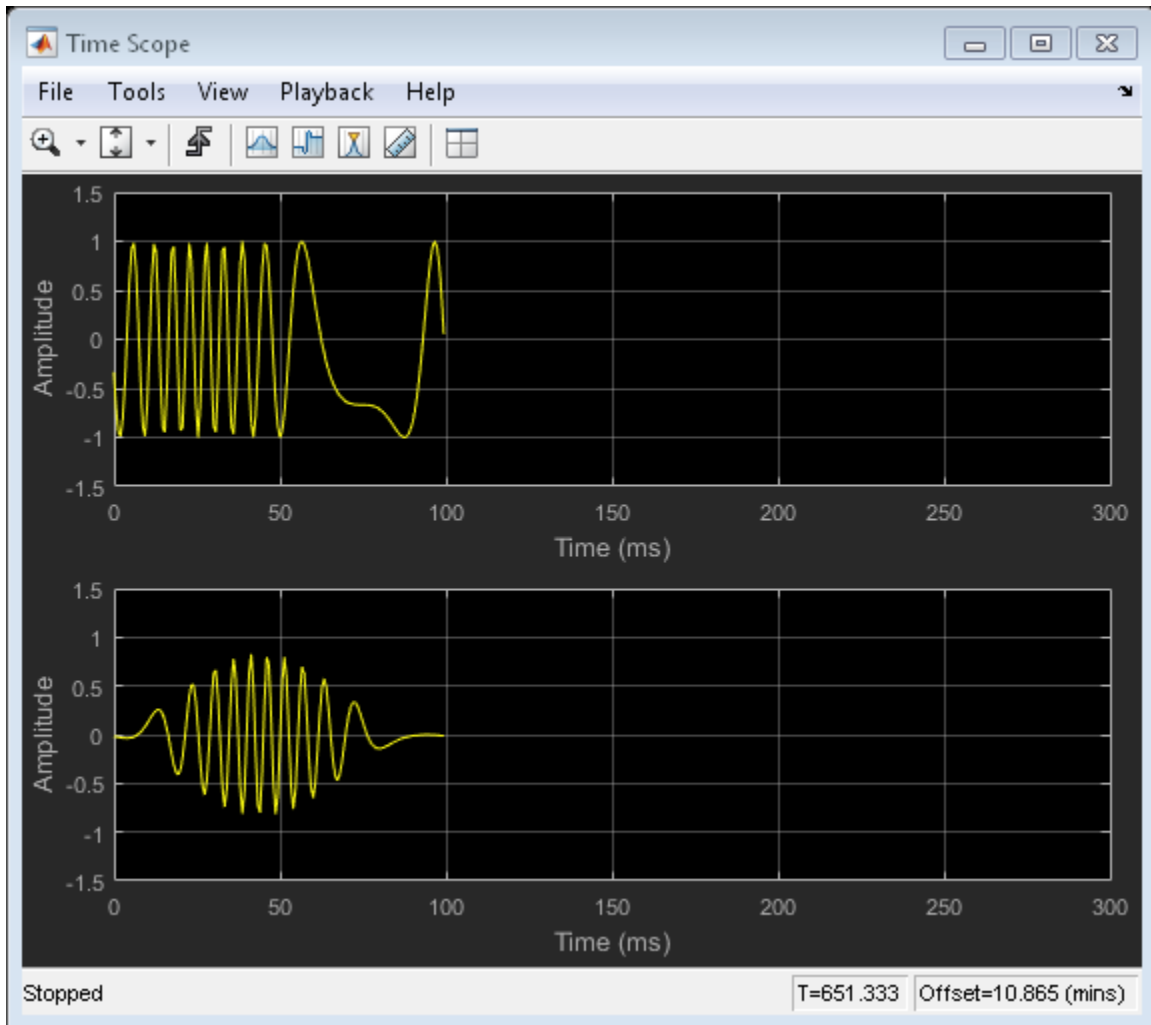 Time Scope
File Tools View Playback Help
1.5
1
0.5
0
-0.5
-1
-1.5
Amplitude
0 50 100 150 200 250 300
Time (ms)
1.5
1
0.5
0
-0.5
-1
-1.5
Amplitude
0 50 100 150 200 250 300
Time (ms)
Stopped T=651.333 Offset=10.865 (mins)